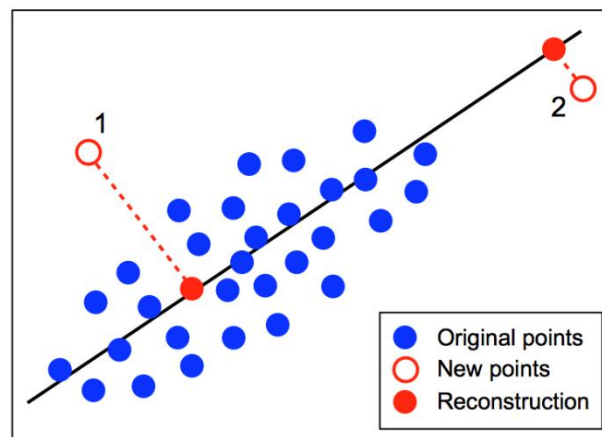 1
2
Original points
New points
Reconstruction